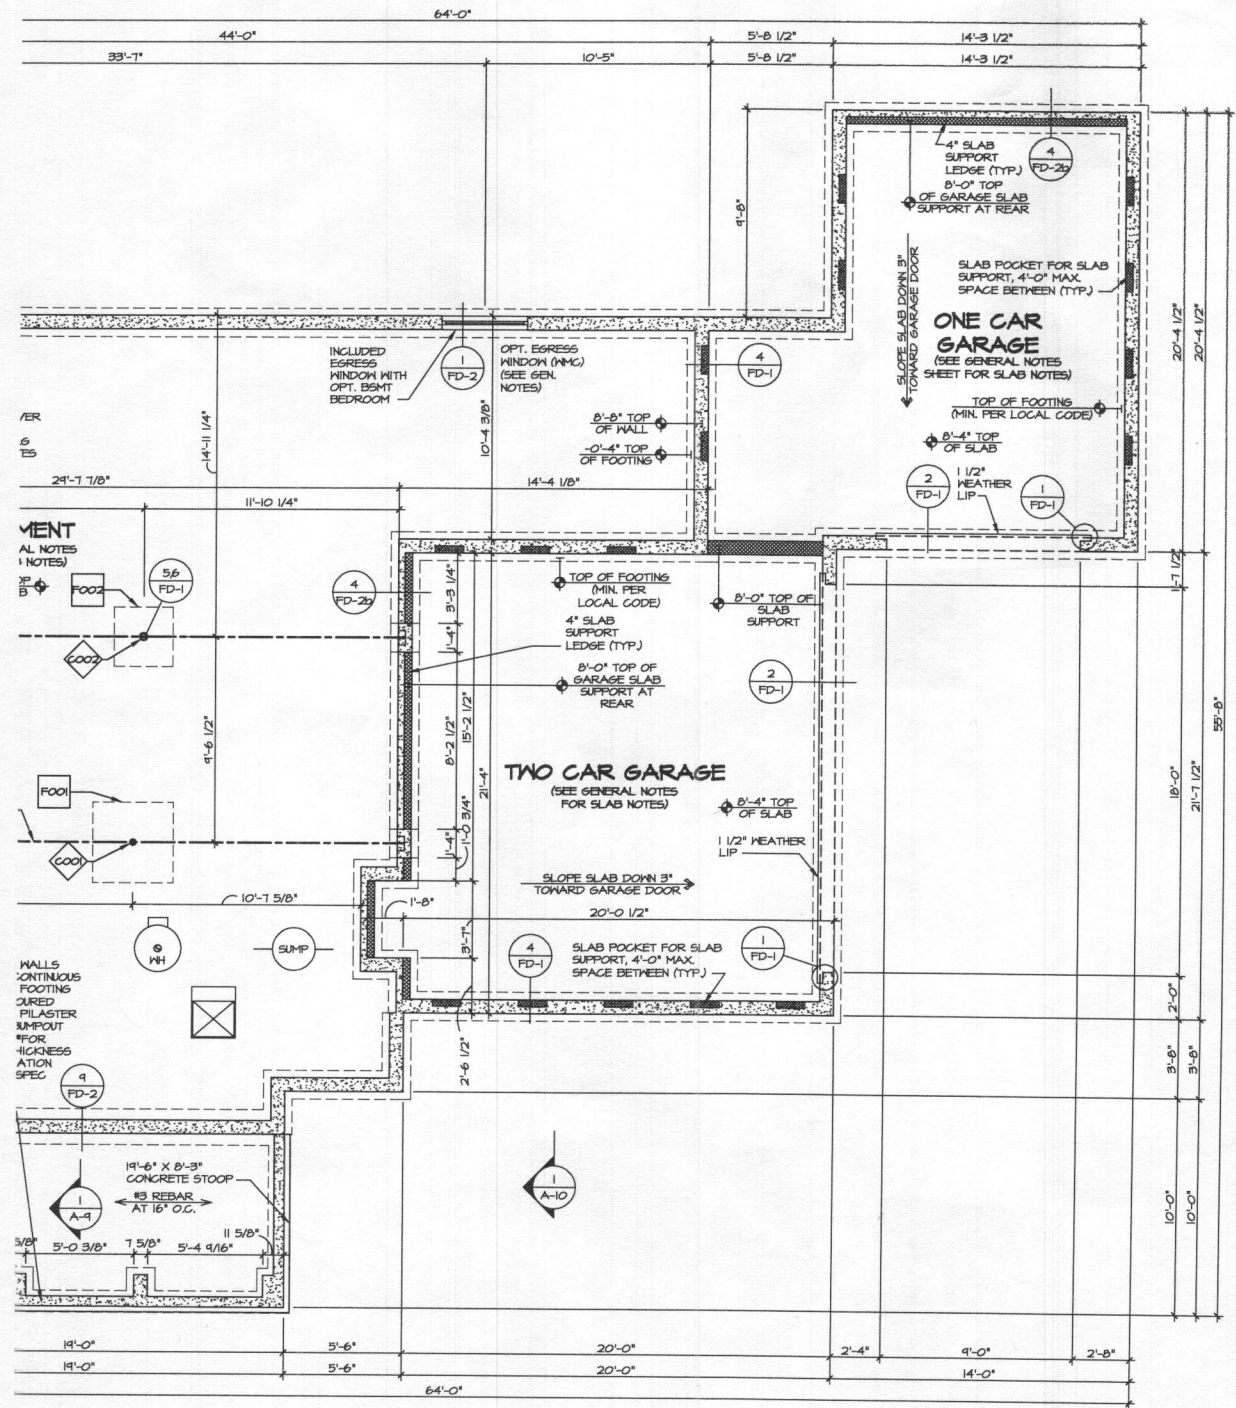 64'-0"
44'-0"
5'-8 1/2"
14'-3 1/2"
33'-7"
10'-5"
5'-8 1/2"
14'-3 1/2"
4" SLAB
SUPPORT
LEDGE (TYP.)
4
FD-2b
8'-0" TOP
OF GARAGE SLAB
SUPPORT AT REAR
9'-8"
SLOPE SLAB DOWN 3"
TOWARD GARAGE DOOR
SLAB POCKET FOR SLAB
SUPPORT, 4'-0" MAX.
SPACE BETWEEN (TYP.)
ONE CAR
GARAGE
(SEE GENERAL NOTES
SHEET FOR SLAB NOTES)
20'-4 1/2"
20'-4 1/2"
INCLUDED
EGRESS
WINDOW WITH
OPT. BSMT
BEDROOM
1
FD-2
OPT. EGRESS
WINDOW (WMC)
(SEE GEN.
NOTES)
4
FD-1
TOP OF FOOTING
(MIN. PER LOCAL CODE)
8'-8" TOP
OF WALL
-0'-4" TOP
OF FOOTING
8'-4" TOP
OF SLAB
14'-11 1/4"
10'-4 3/8"
29'-7 7/8"
14'-4 1/8"
11'-10 1/4"
2
FD-1
1 1/2"
WEATHER
LIP
1
FD-1
MENT
AL NOTES
NOTES)
F002
5,6
FD-1
C002
4
FD-2b
3'-3 1/4"
1'-4"
TOP OF FOOTING
(MIN. PER
LOCAL CODE)
4" SLAB
SUPPORT
LEDGE (TYP.)
8'-0" TOP OF
SLAB
SUPPORT
1'-7 1/2"
8'-0" TOP OF
GARAGE SLAB
SUPPORT AT
REAR
2
FD-1
55'-8"
9'-6 1/2"
8'-2 1/2"
15'-2 1/2"
21'-4"
TWO CAR GARAGE
(SEE GENERAL NOTES
FOR SLAB NOTES)
8'-4" TOP
OF SLAB
18'-0"
21'-7 1/2"
F001
C001
1'-4"
1'-0 3/4"
1 1/2" WEATHER
LIP
SLOPE SLAB DOWN 3"
TOWARD GARAGE DOOR
10'-7 5/8"
1'-8"
20'-0 1/2"
3'-7"
WH
SUMP
4
FD-1
SLAB POCKET FOR SLAB
SUPPORT, 4'-0" MAX.
SPACE BETWEEN (TYP.)
1
FD-1
WALLS
CONTINUOUS
FOOTING
OURED
PILASTER
BUMPOUT
"FOR
HICKNESS
ATION
SPEC
2'-6 1/2"
2'-0"
3'-8"
3'-8"
9
FD-2
19'-6" X 8'-3"
CONCRETE STOOP
1
A-9
#3 REBAR
AT 16" O.C.
1
A-10
10'-0"
10'-0"
5/8"
5'-0 3/8"
7 5/8"
5'-4 9/16"
11 5/8"
19'-0"
5'-6"
20'-0"
2'-4"
9'-0"
2'-8"
19'-0"
5'-6"
20'-0"
14'-0"
64'-0"